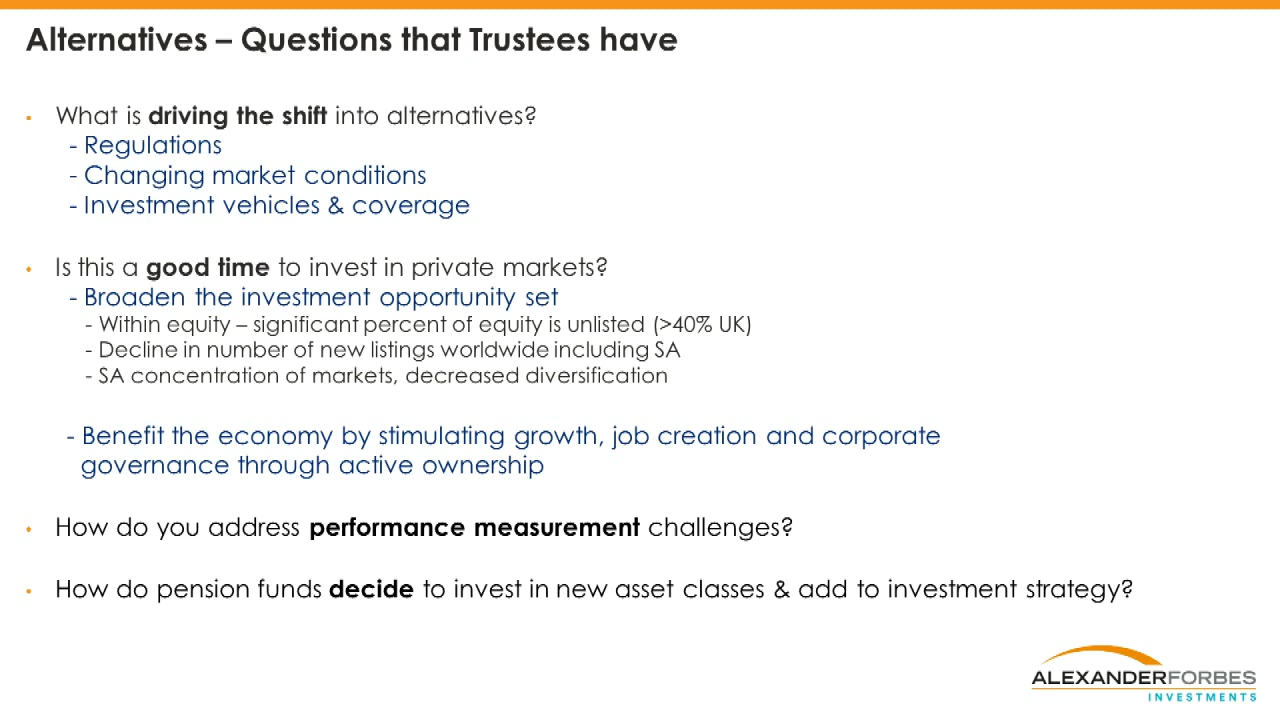 Alternatives – Questions that Trustees have
• What is driving the shift into alternatives?
- Regulations
- Changing market conditions
- Investment vehicles & coverage
• Is this a good time to invest in private markets?
- Broaden the investment opportunity set
- Within equity – significant percent of equity is unlisted (>40% UK)
- Decline in number of new listings worldwide including SA
- SA concentration of markets, decreased diversification
- Benefit the economy by stimulating growth, job creation and corporate
governance through active ownership
• How do you address performance measurement challenges?
• How do pension funds decide to invest in new asset classes & add to investment strategy?
ALEXANDERFORBES
INVESTMENTS